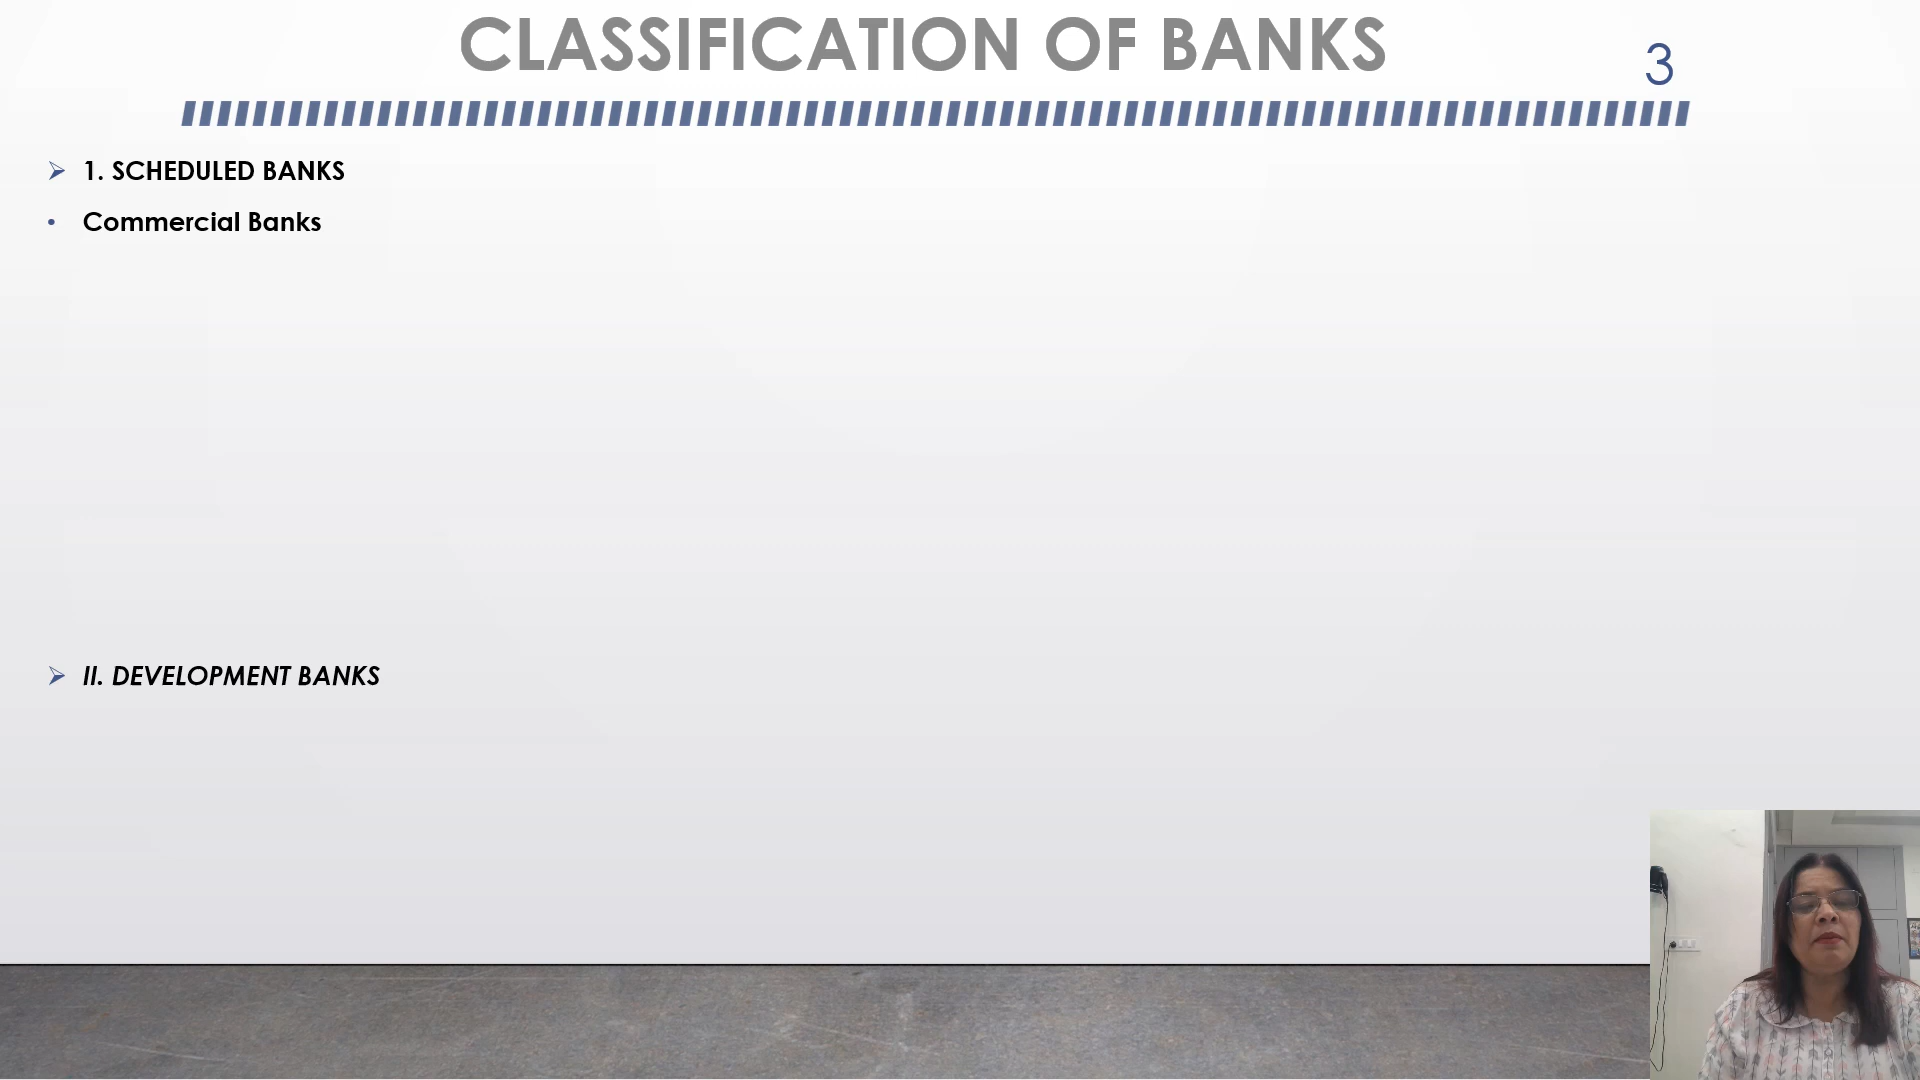 CLASSIFICATION OF BANKS
3
1. SCHEDULED BANKS
Commercial Banks
II. DEVELOPMENT BANKS